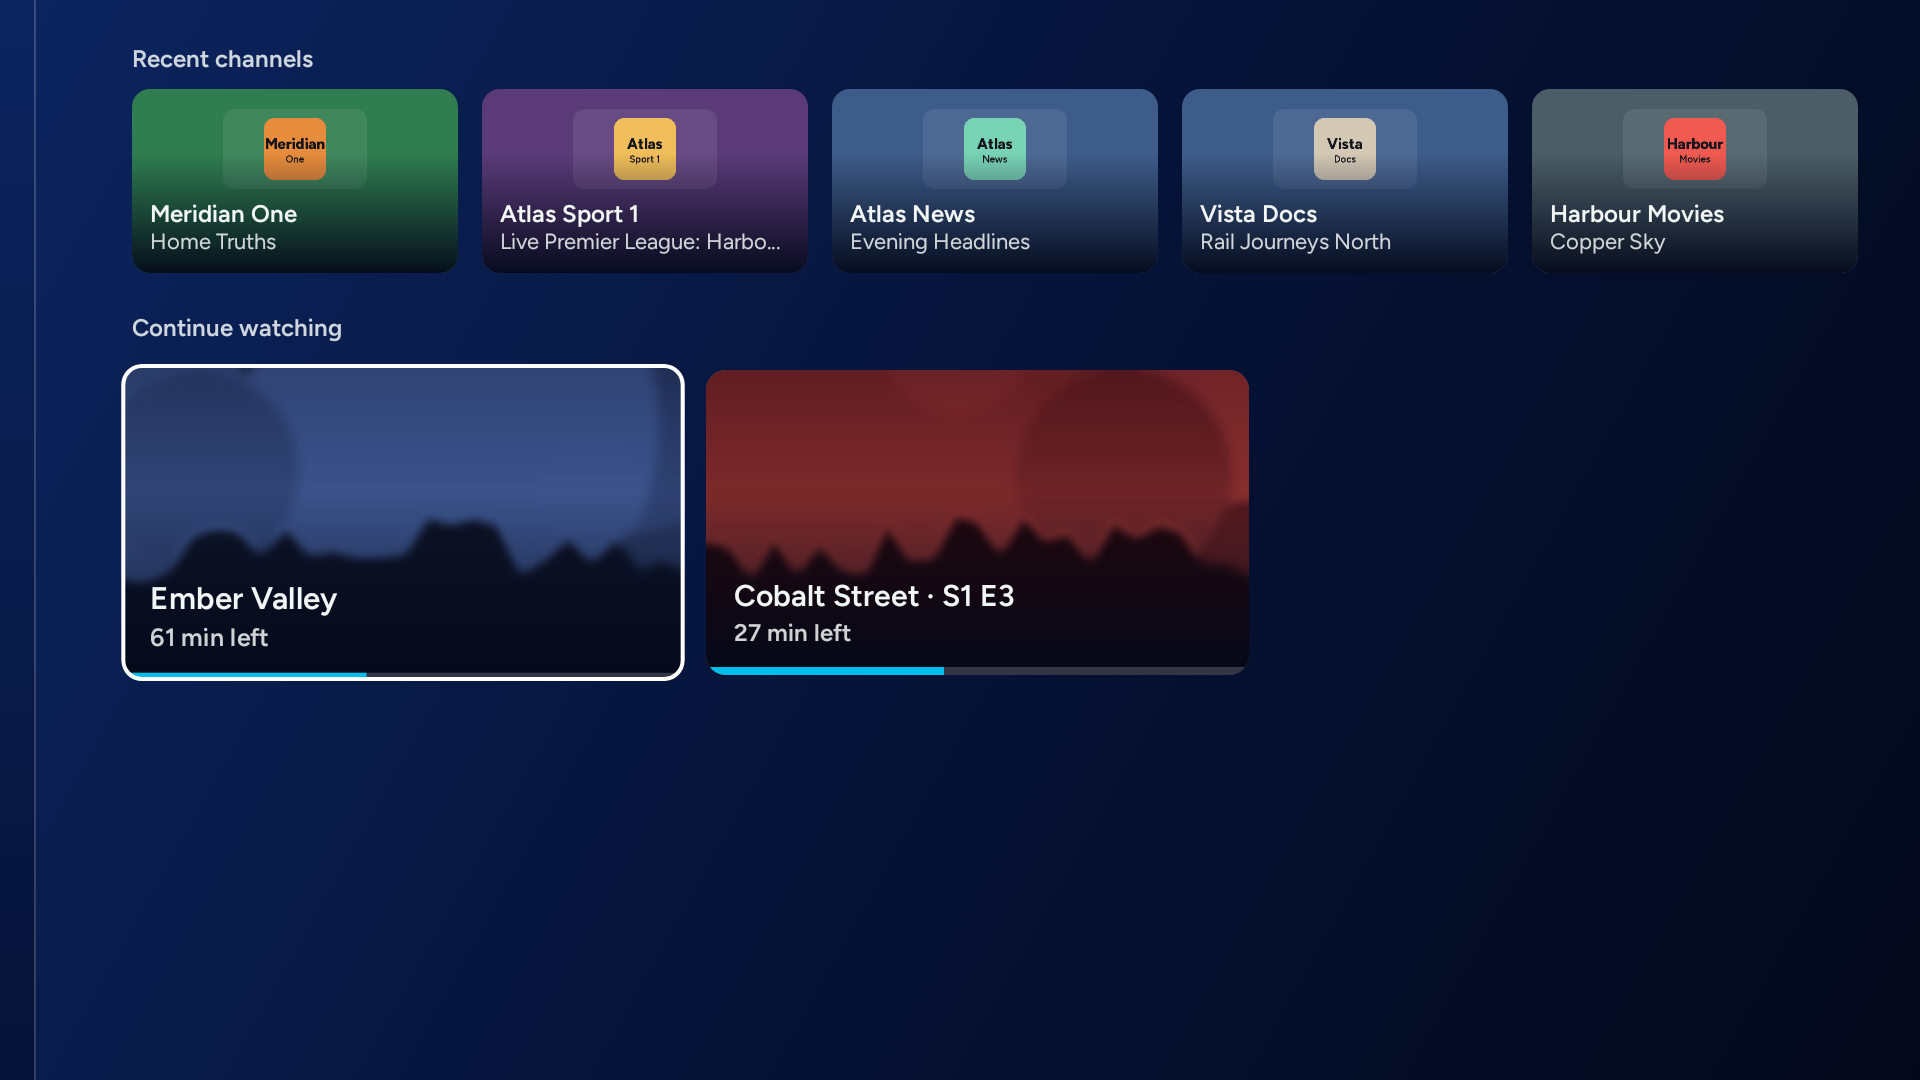 Recent channels
Meridian
One
Meridian One
Home Truths
Atlas
Sport 1
Atlas Sport 1
Live Premier League: Harbo...
Atlas
News
Atlas News
Evening Headlines
Vista
Docs
Vista Docs
Rail Journeys North
Harbour
Movies
Harbour Movies
Copper Sky
Continue watching
Ember Valley
61 min left
Cobalt Street · S1 E3
27 min left